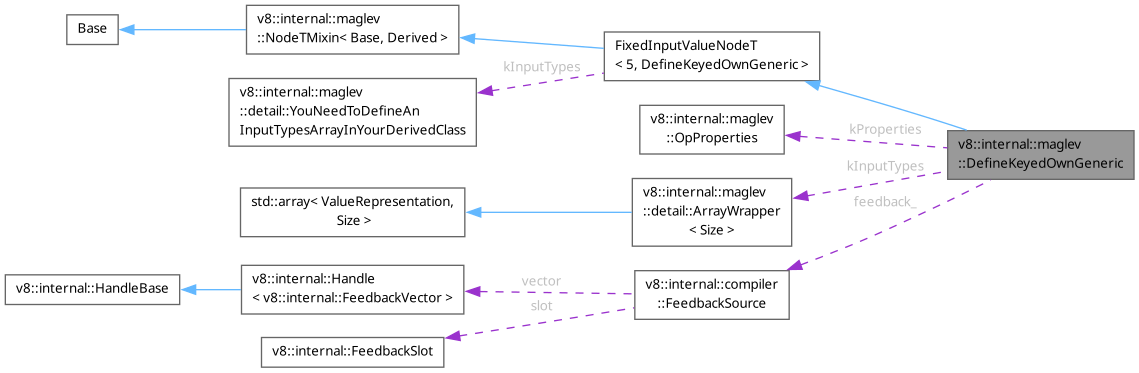 Base
v8::internal::maglev
::NodeTMixin< Base, Derived >
FixedInputValueNodeT
< 5, DefineKeyedOwnGeneric >
kInputTypes
v8::internal::maglev
::detail::YouNeedToDefineAn
InputTypesArrayInYourDerivedClass
v8::internal::maglev
::OpProperties
kProperties
v8::internal::maglev
::DefineKeyedOwnGeneric
kInputTypes
std::array< ValueRepresentation,
Size >
v8::internal::maglev
::detail::ArrayWrapper
< Size >
feedback_
v8::internal::HandleBase
v8::internal::Handle
< v8::internal::FeedbackVector >
vector
slot
v8::internal::compiler
::FeedbackSource
v8::internal::FeedbackSlot